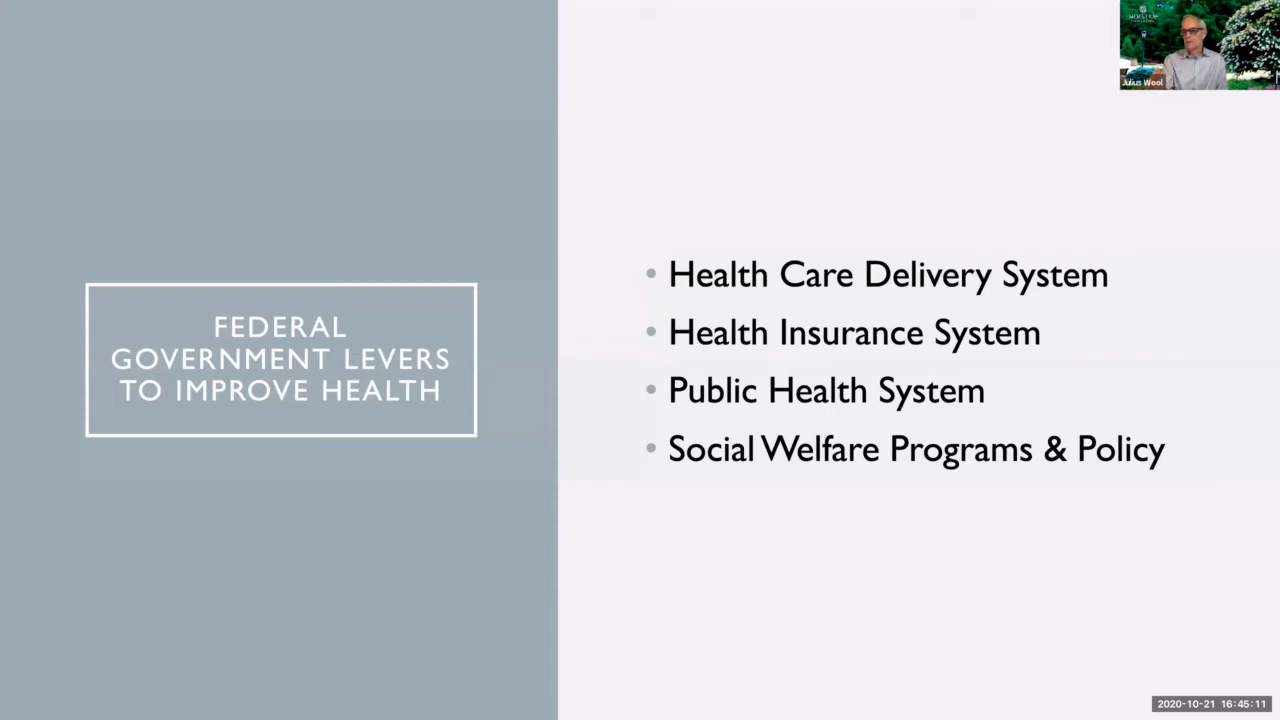 FEDERAL
GOVERNMENT LEVERS
TO IMPROVE HEALTH
• Health Care Delivery System
• Health Insurance System
• Public Health System
• Social Welfare Programs & Policy
Julius Wool
2020-10-21 16:45:11